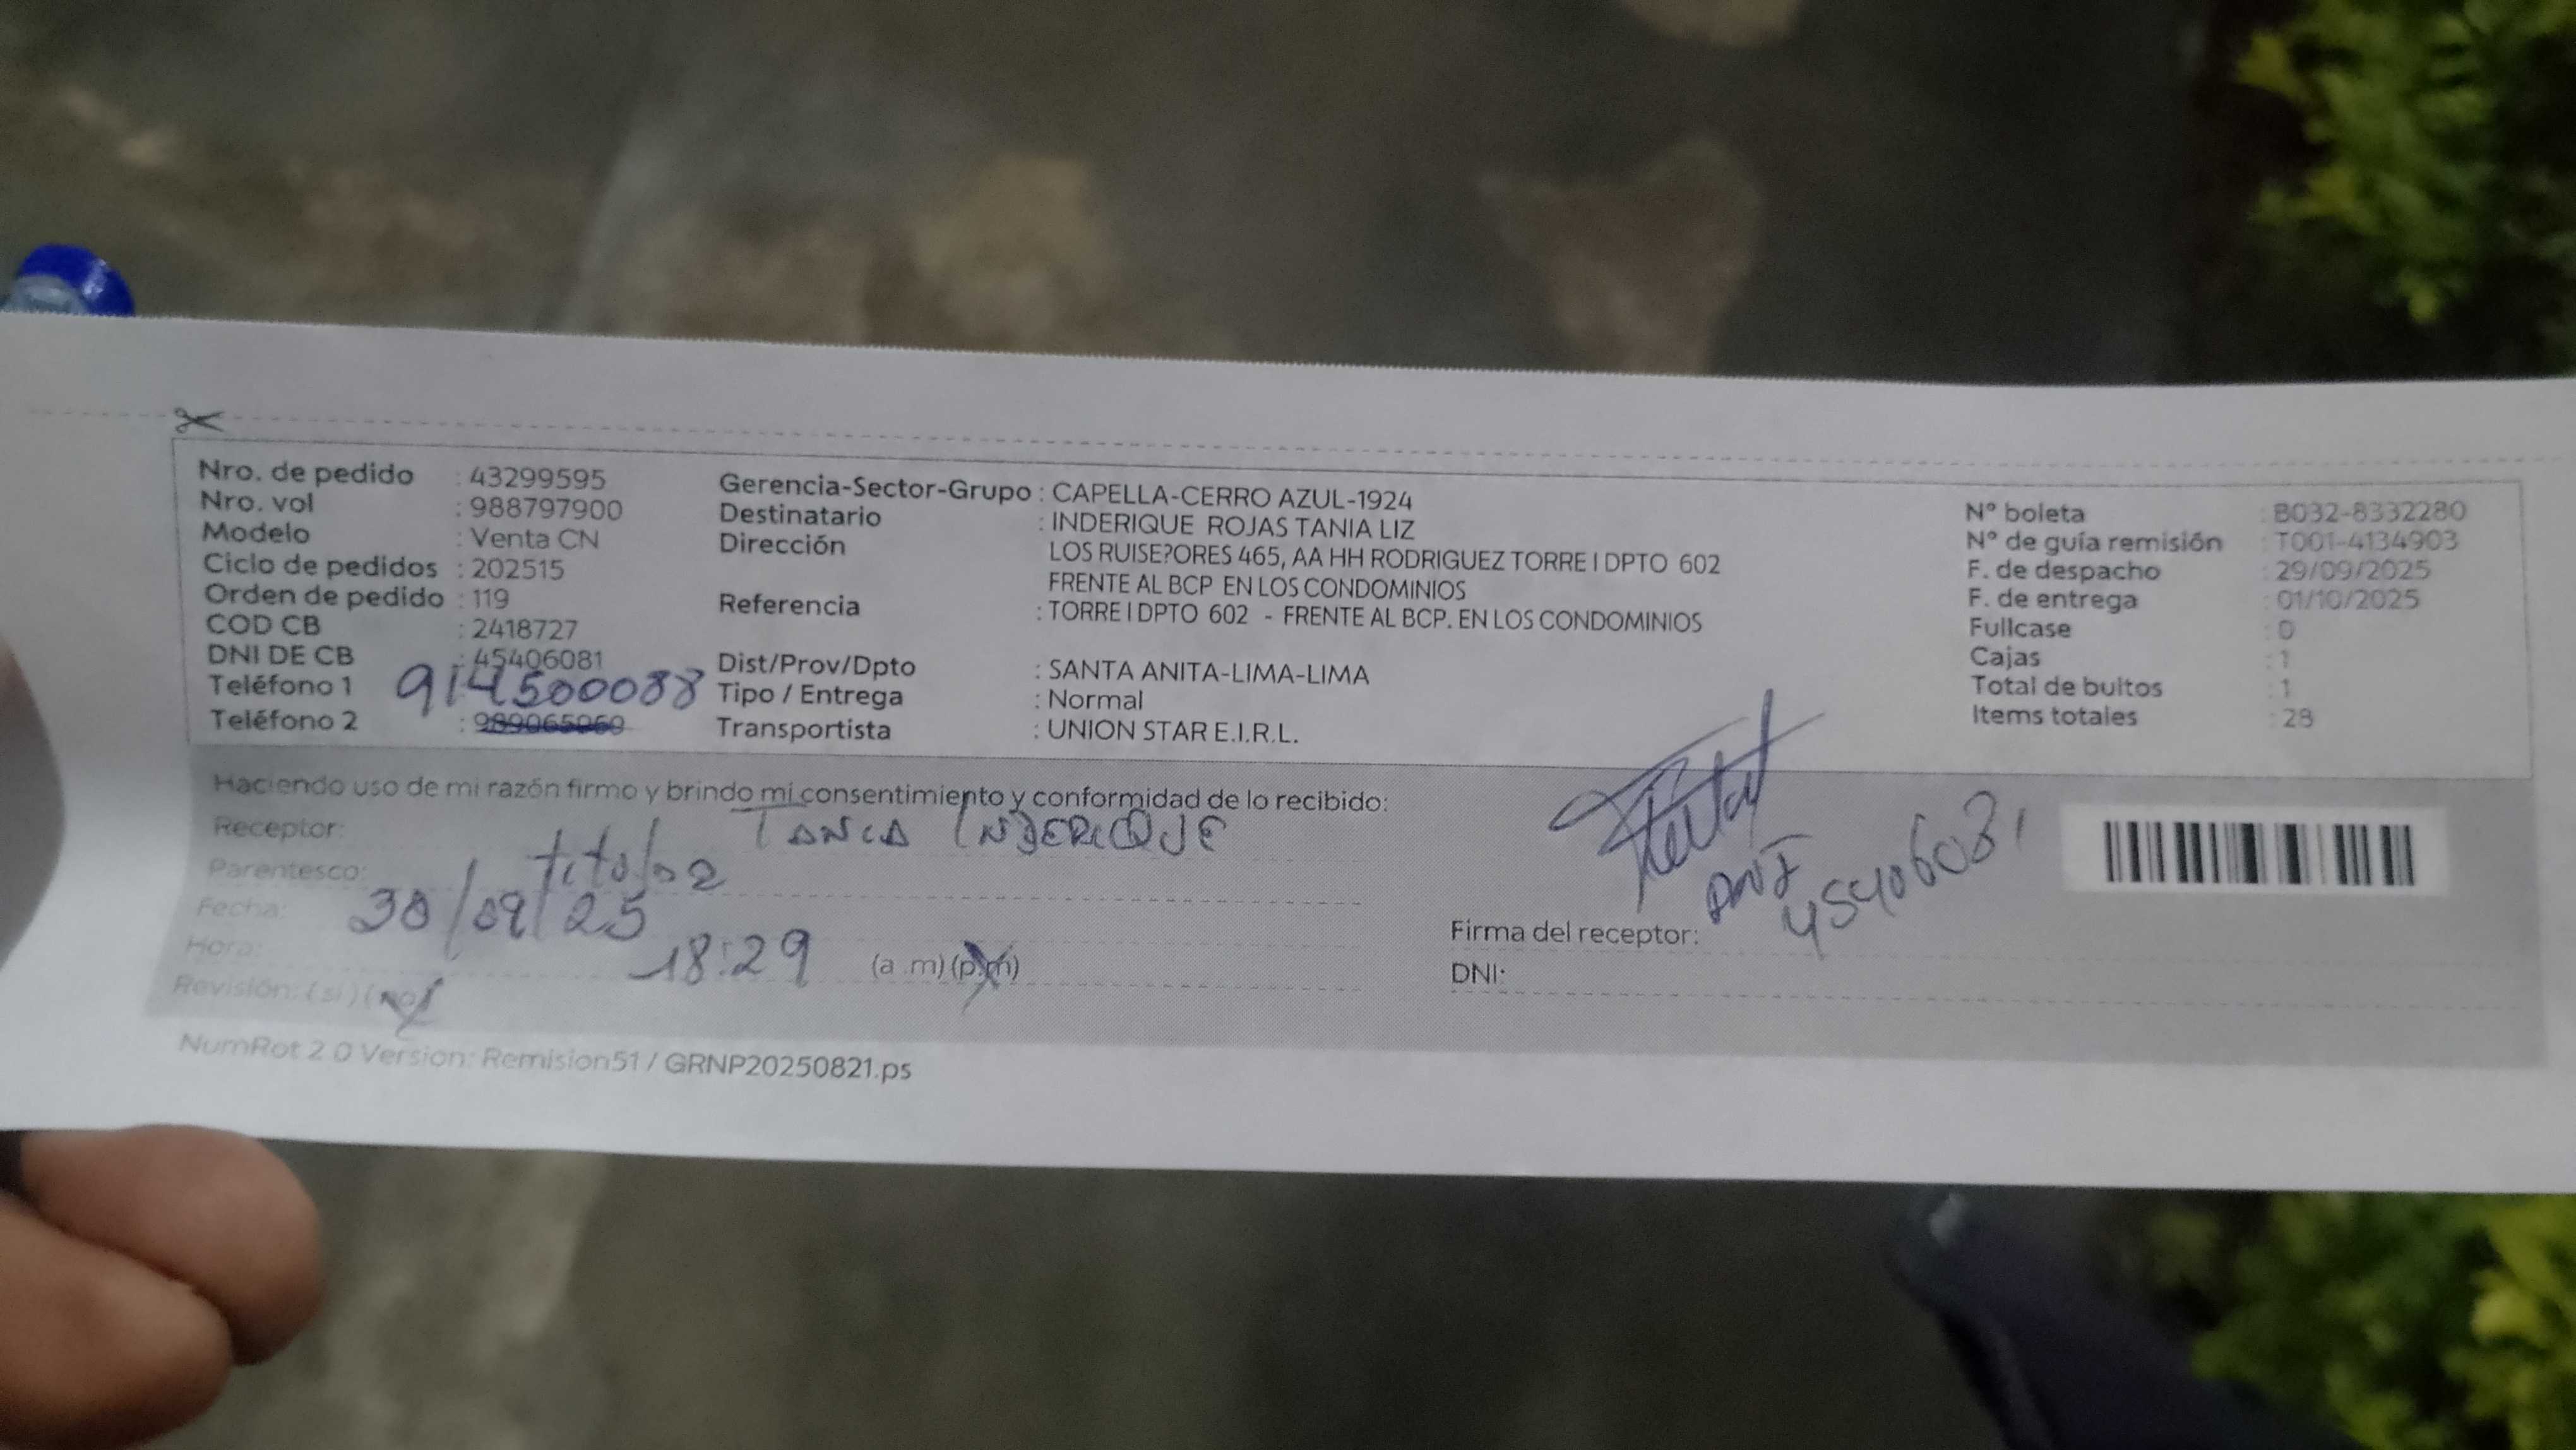 Nro. de pedido : 43299595
Nro. vol : 988797900
Modelo : Venta CN
Ciclo de pedidos : 202515
Orden de pedido : 119
COD CB : 2418727
DNI DE CB : 45406081
Teléfono 1 914500088
Teléfono 2 : 989065060
Gerencia-Sector-Grupo : CAPELLA-CERRO AZUL-1924
Destinatario : INDERIQUE ROJAS TANIA LIZ
Dirección LOS RUISE?ORES 465, AA HH RODRIGUEZ TORRE I DPTO 602
FRENTE AL BCP EN LOS CONDOMINIOS
Referencia : TORRE I DPTO 602 - FRENTE AL BCP. EN LOS CONDOMINIOS
Dist/Prov/Dpto : SANTA ANITA-LIMA-LIMA
Tipo / Entrega : Normal
Transportista : UNION STAR E.I.R.L.
N° boleta : B032-8332280
N° de guía remisión : T001-4134903
F. de despacho : 29/09/2025
F. de entrega : 01/10/2025
Fullcase : 0
Cajas : 1
Total de bultos : 1
Items totales : 28
Haciendo uso de mi razón firmo y brindo mi consentimiento y conformidad de lo recibido:
Receptor: TANIA INDERIQUE
Parentesco: titular
Fecha: 30/09/25
Hora: 18:29 (a .m) (p.m)
Revisión: (si) (no)
Firma del receptor:
DNI 45406081
DNI:
NumRot 2.0 Version: Remision51 / GRNP20250821.ps